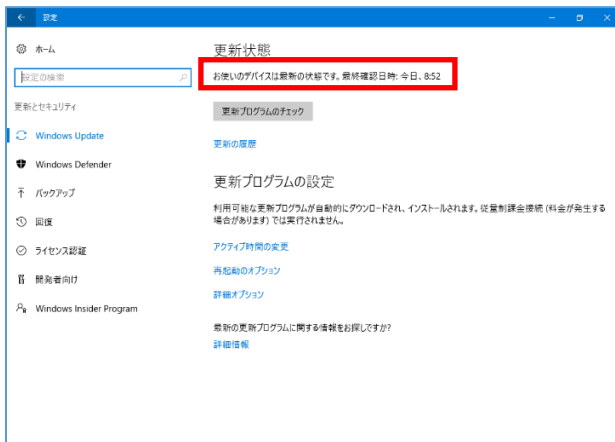 設定
ホーム
設定の検索
更新とセキュリティ
Windows Update
Windows Defender
バックアップ
回復
ライセンス認証
開発者向け
Windows Insider Program
更新状態
お使いのデバイスは最新の状態です。最終確認日時: 今日、8:52
更新プログラムのチェック
更新の履歴
更新プログラムの設定
利用可能な更新プログラムが自動的にダウンロードされ、インストールされます。従量制課金接続 (料金が発生する
場合があります) では実行されません。
アクティブ時間の変更
再起動のオプション
詳細オプション
最新の更新プログラムに関する情報をお探しですか?
詳細情報